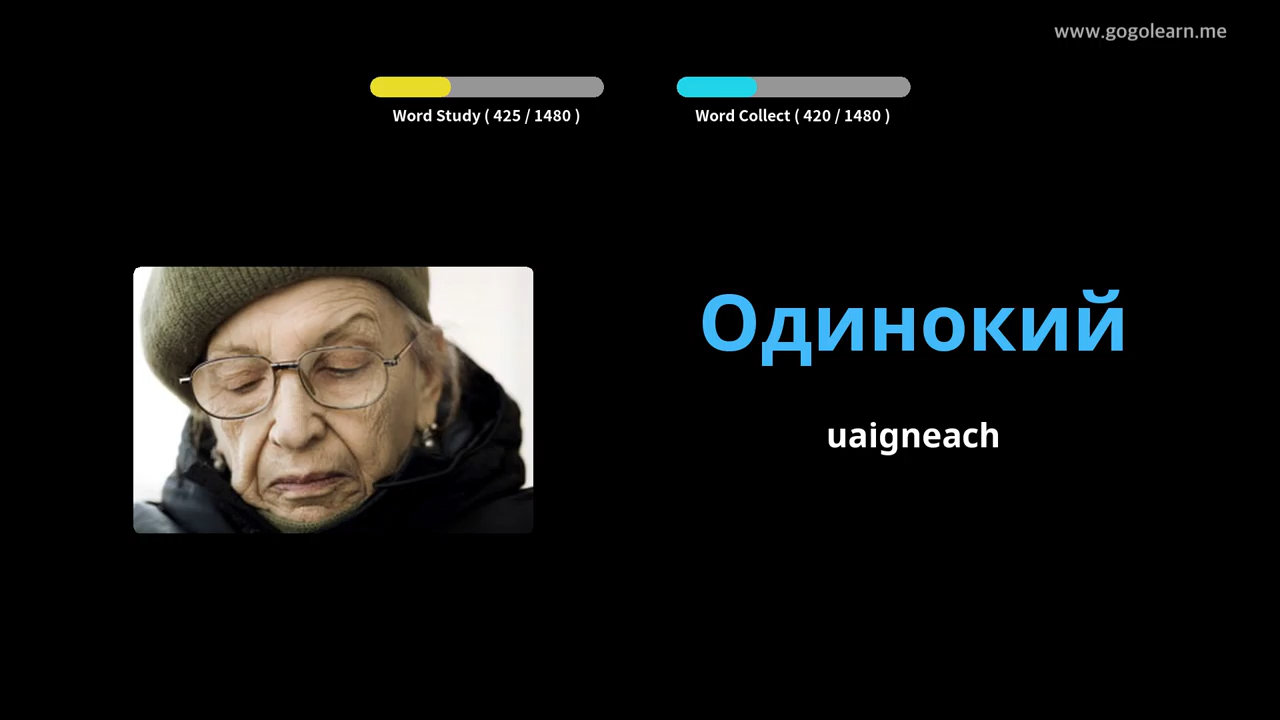 www.gogolearn.me
Word Study ( 425 / 1480 )
Word Collect ( 420 / 1480 )
Одинокий
uaigneach